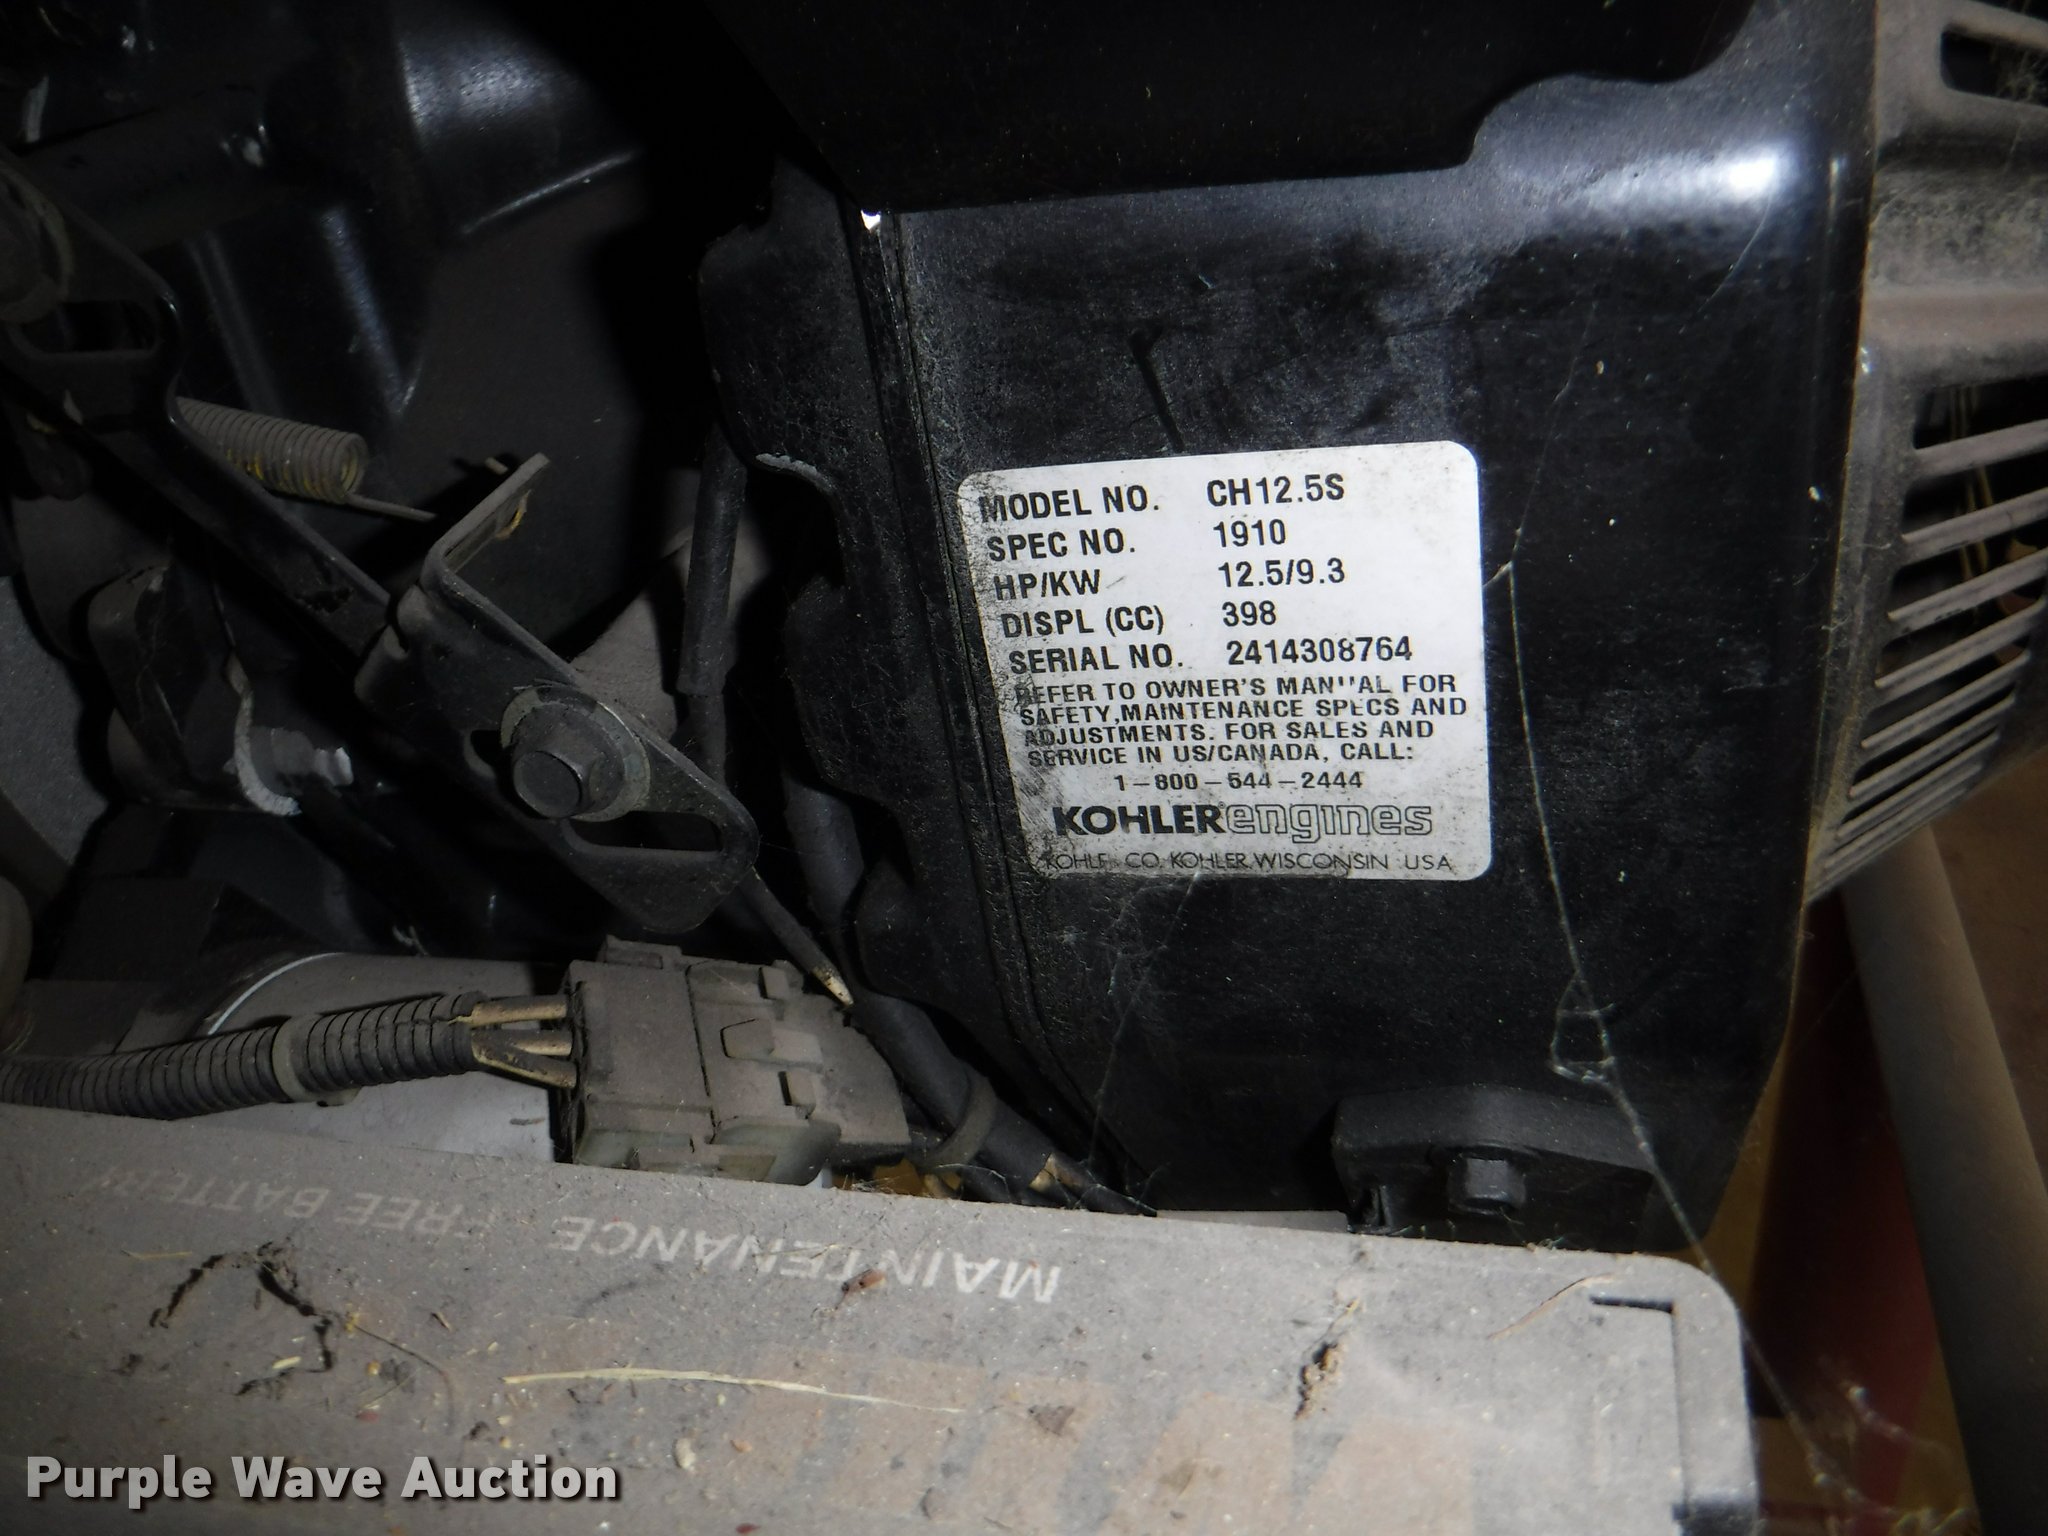 MODEL NO. CH12.5S
SPEC NO. 1910
HP/KW 12.5/9.3
DISPL (CC) 398
SERIAL NO. 2414308764
REFER TO OWNER'S MANUAL FOR
SAFETY,MAINTENANCE SPECS AND
ADJUSTMENTS. FOR SALES AND
SERVICE IN US/CANADA, CALL:
1-800-544-2444
KOHLER® engines
KOHLER CO. KOHLER, WISCONSIN USA
MAINTENANCE FREE BATTERY
Purple Wave Auction